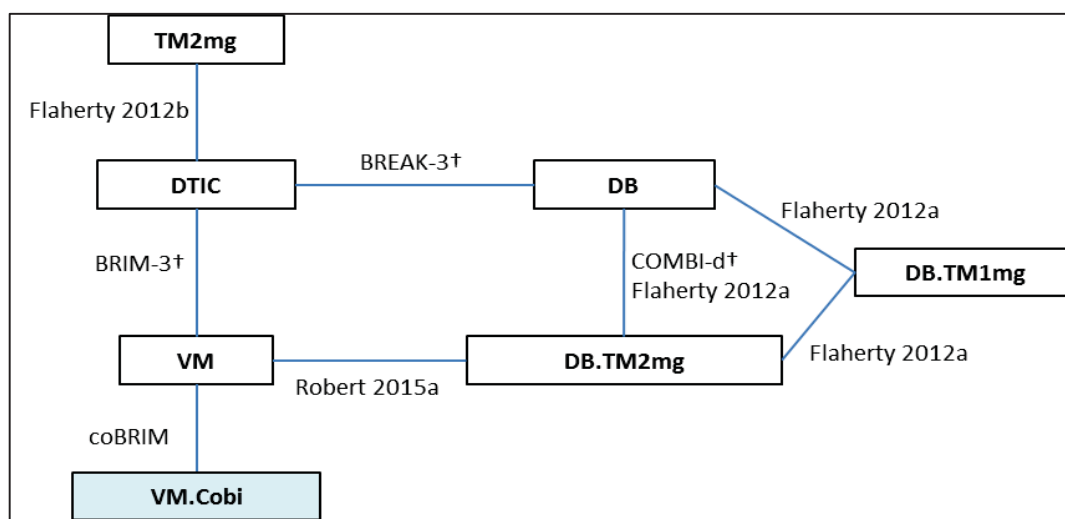 TM2mg
Flaherty 2012b
BREAK-3†
DTIC
DB
Flaherty 2012a
BRIM-3†
COMBI-d†
Flaherty 2012a
DB.TM1mg
VM
DB.TM2mg
Flaherty 2012a
Robert 2015a
coBRIM
VM.Cobi